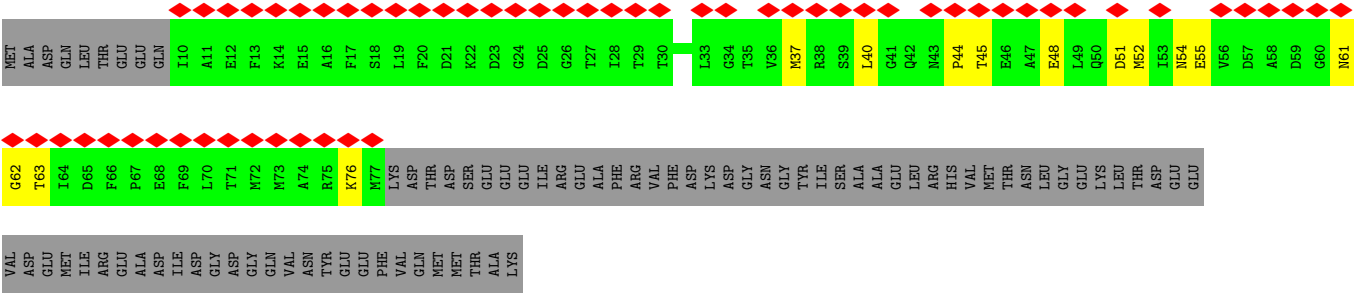 MET ALA ASP GLN LEU THR GLU GLU GLN I10 A11 E12 F13 K14 E15 A16 F17 S18 L19 F20 D21 K22 D23 G24 D25 G26 T27 I28 T29 T30 L33 G34 T35 V36 M37 R38 S39 L40 G41 Q42 N43 P44 T45 E46 A47 E48 L49 Q50 D51 M52 I53 N54 E55 V56 D57 A58 D59 G60 N61
G62 T63 I64 D65 F66 P67 E68 F69 L70 T71 M72 M73 A74 R75 K76 M77 LYS ASP THR ASP SER GLU GLU GLU ILE ARG GLU ALA PHE ARG VAL PHE ASP LYS ASP GLY ASN GLY TYR ILE SER ALA ALA GLU LEU ARG HIS VAL MET THR ASN LEU GLY GLU LYS LEU THR ASP GLU GLU
VAL ASP GLU MET ILE ARG GLU ALA ASP ILE ASP GLY ASP GLY GLN VAL ASN TYR GLU GLU PHE VAL GLN MET MET THR ALA LYS